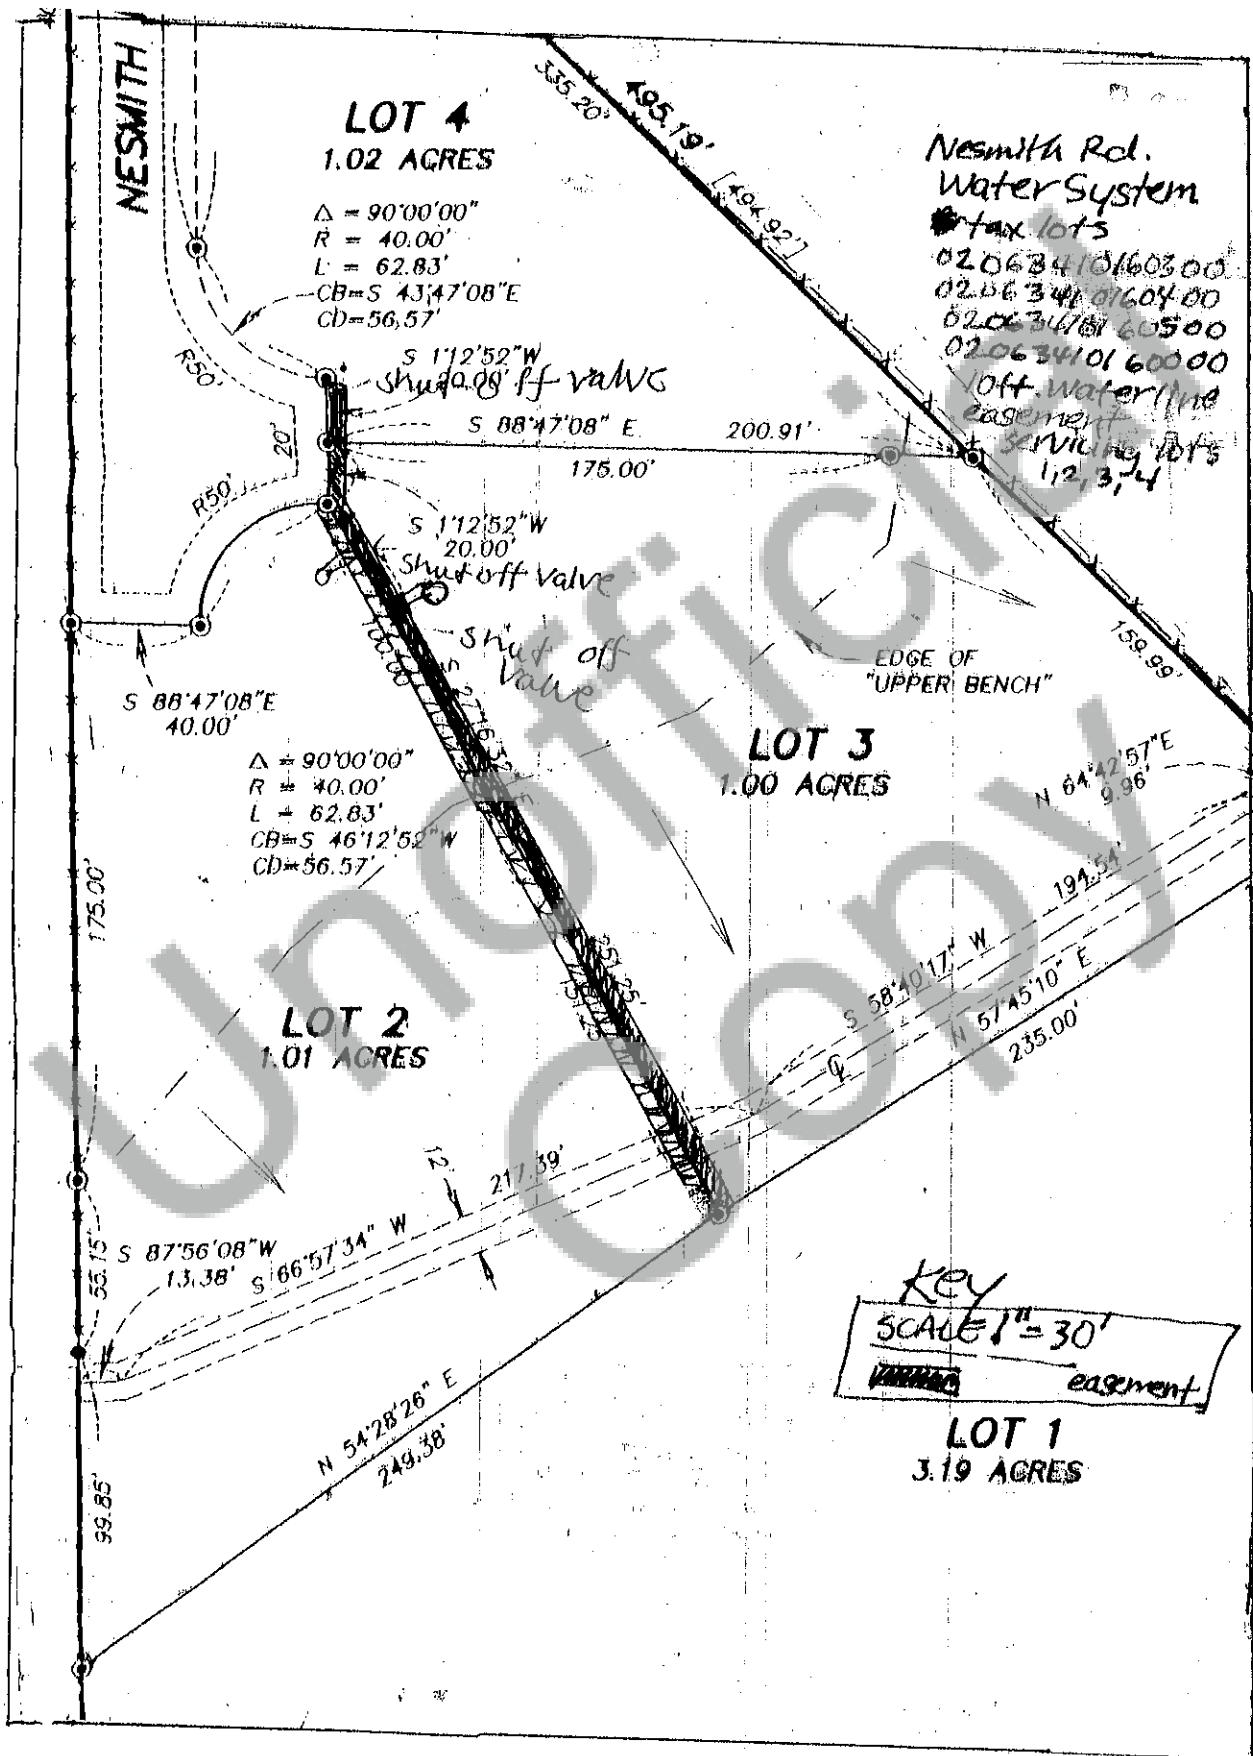 NESMITH
LOT 4
1.02 ACRES
Δ = 90°00'00"
R = 40.00'
L = 62.83'
CB=S 43°47'08"E
CD=56.57'
335.20'
495.19'
[494.92']
Nesmith Rd.
Water System
tax lots
02063410160300
02063410160400
02063410160500
02063410160000
10ft. Waterline
easement
servicing lots
1,2,3,4
S 1°12'52"W
20.00'
shut off valve
R50'
20'
S 88°47'08" E
200.91'
175.00'
R50'
S 1°12'52"W
20.00'
Shut off valve
Shut off
valve
100.00'
EDGE OF
"UPPER BENCH"
159.99'
S 88°47'08"E
40.00'
Δ = 90°00'00"
R = 40.00'
L = 62.83'
CB=S 46°12'52"W
CD=56.57'
LOT 3
1.00 ACRES
N 64°42'57"E
9.96'
175.00'
194.54'
S 58°40'17" W
N 57°45'10" E
235.00'
LOT 2
1.01 ACRES
12'
217.39'
S 87°56'08"W
13.38'
S 66°57'34" W
55.15'
Key
SCALE 1"=30'
easement
N 54°28'26" E
249.38'
LOT 1
3.19 ACRES
99.85'
Unofficial
Copy